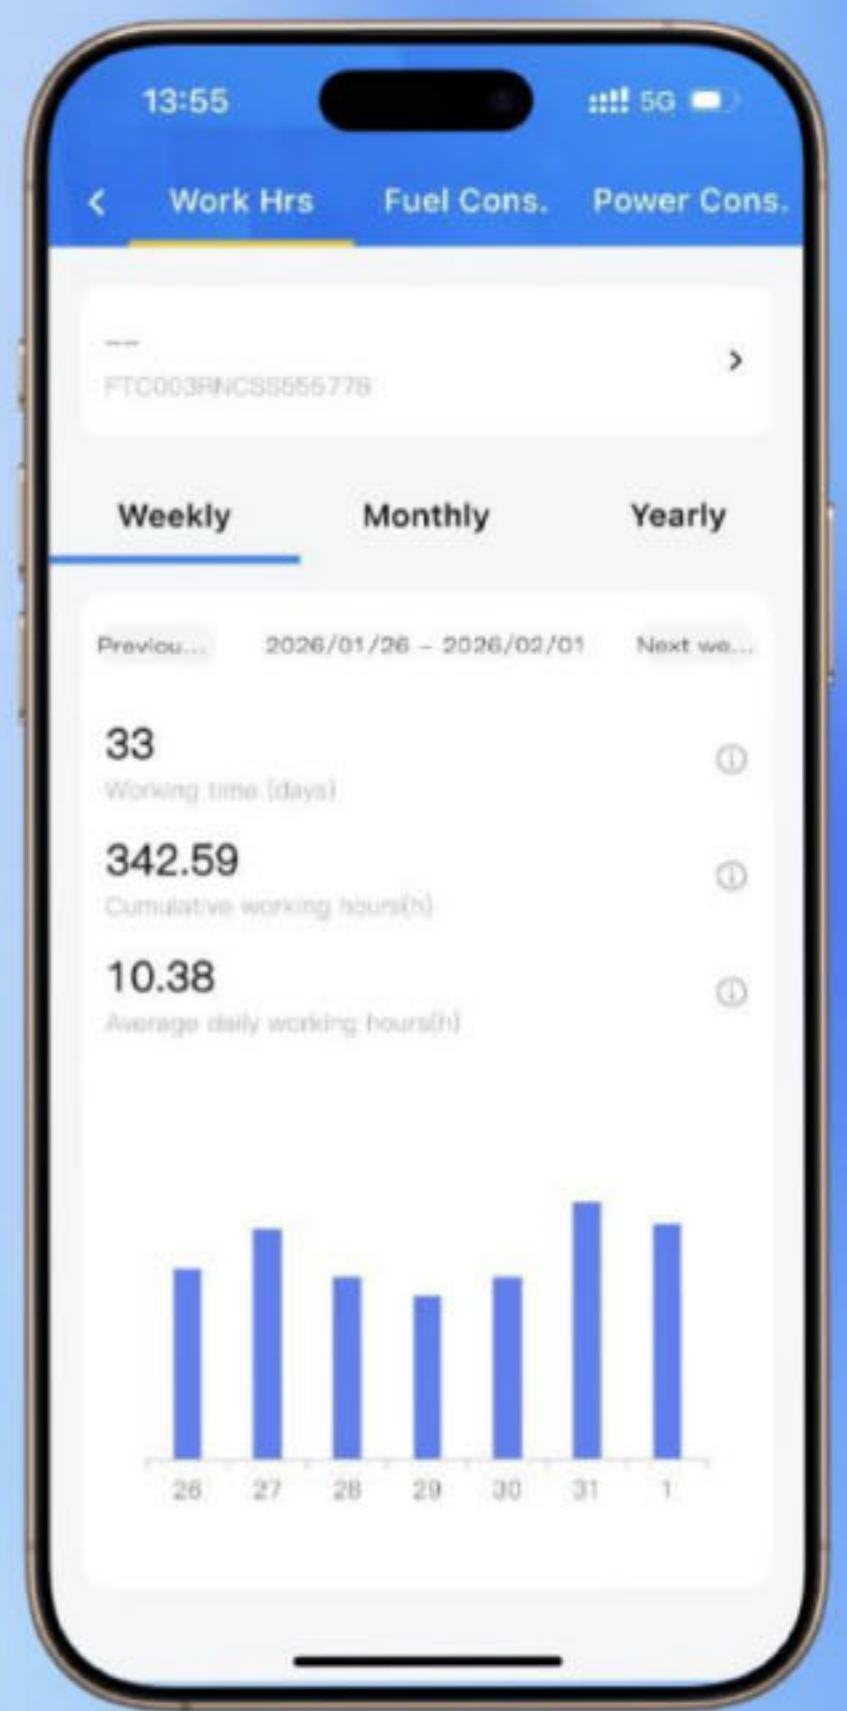 13:55 5G
Work Hrs Fuel Cons. Power Cons.
--
Weekly Monthly Yearly
Previou... 2026/01/26 - 2026/02/01 Next we...
33
Working time (days)
342.59
Cumulative working hours(h)
10.38
Average daily working hours(h)
26 27 28 29 30 31 1